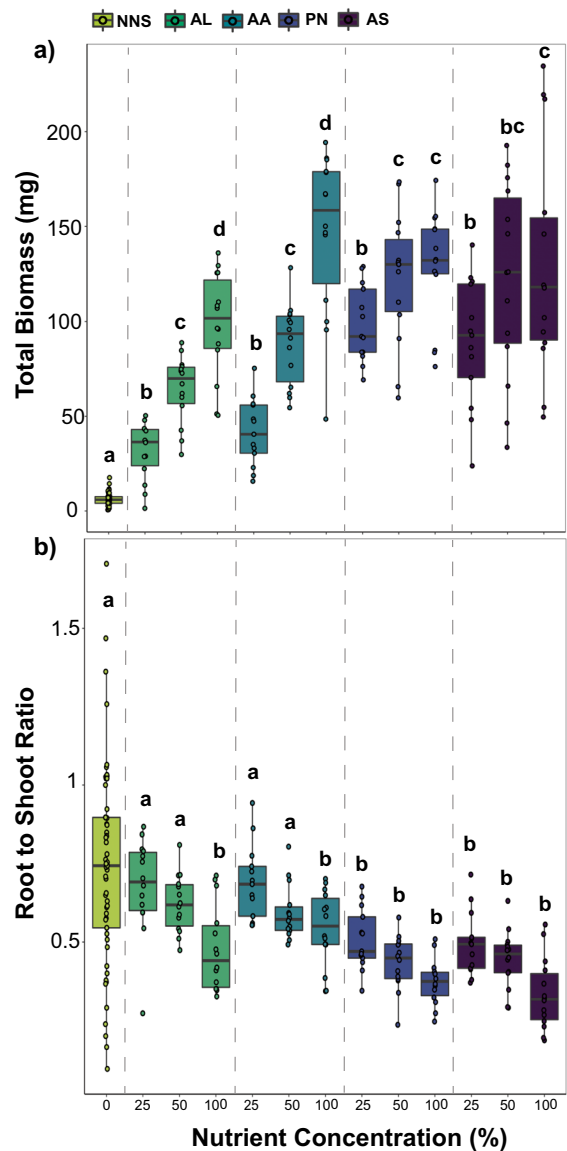 NNS AL AA PN AS
a)
Total Biomass (mg)
200
150
100
50
0
a
b
c
d
b
c
d
b
c
c
b
bc
c
b)
Root to Shoot Ratio
1.5
1
0.5
a
a
a
b
a
a
b
b
b
b
b
b
b
0 25 50 100 25 50 100 25 50 100 25 50 100
Nutrient Concentration (%)